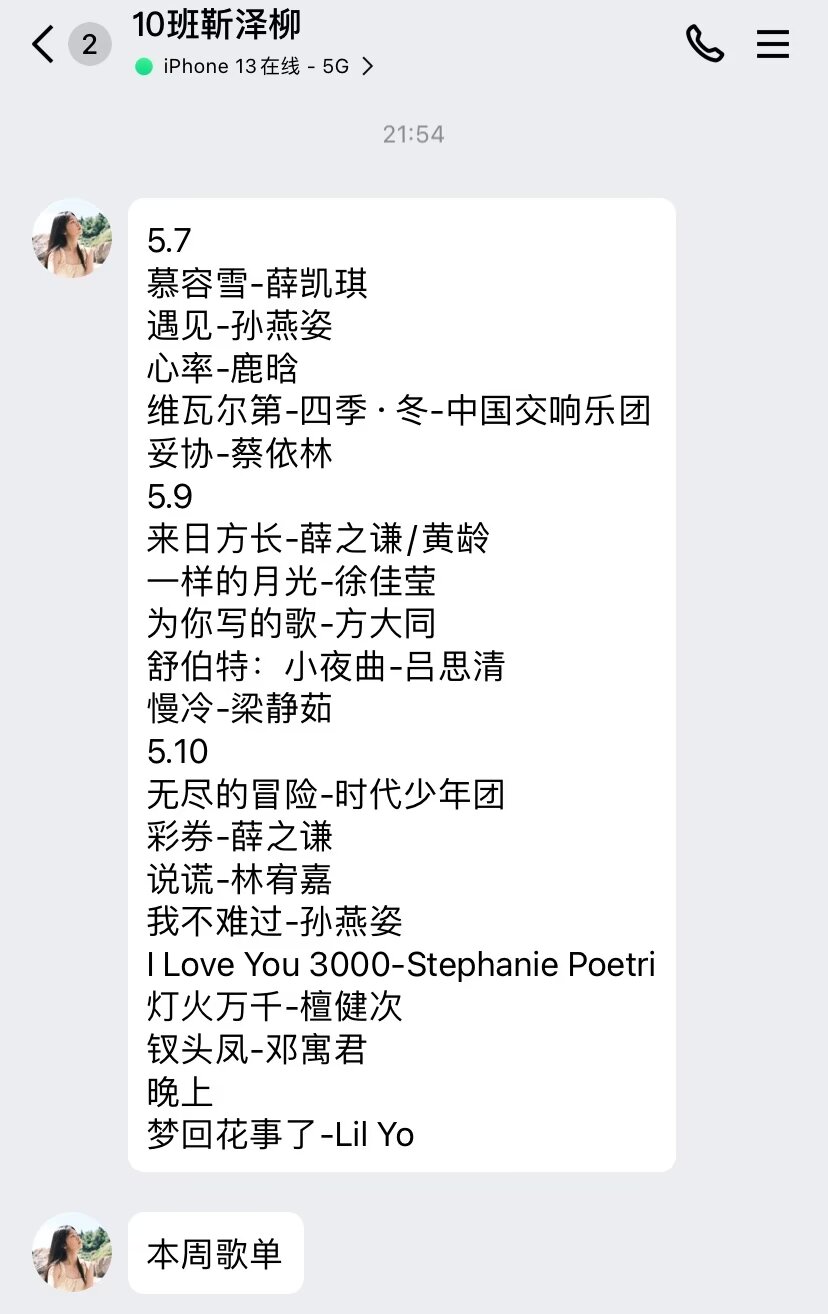 10班靳泽柳
2
iPhone 13在线 - 5G
21:54
5.7
慕容雪-薛凯琪
遇见-孙燕姿
心率-鹿晗
维瓦尔第-四季·冬-中国交响乐团
妥协-蔡依林
5.9
来日方长-薛之谦/黄龄
一样的月光-徐佳莹
为你写的歌-方大同
舒伯特：小夜曲-吕思清
慢冷-梁静茹
5.10
无尽的冒险-时代少年团
彩券-薛之谦
说谎-林宥嘉
我不难过-孙燕姿
I Love You 3000-Stephanie Poetri
灯火万千-檀健次
钗头凤-邓寓君
晚上
梦回花事了-Lil Yo
本周歌单